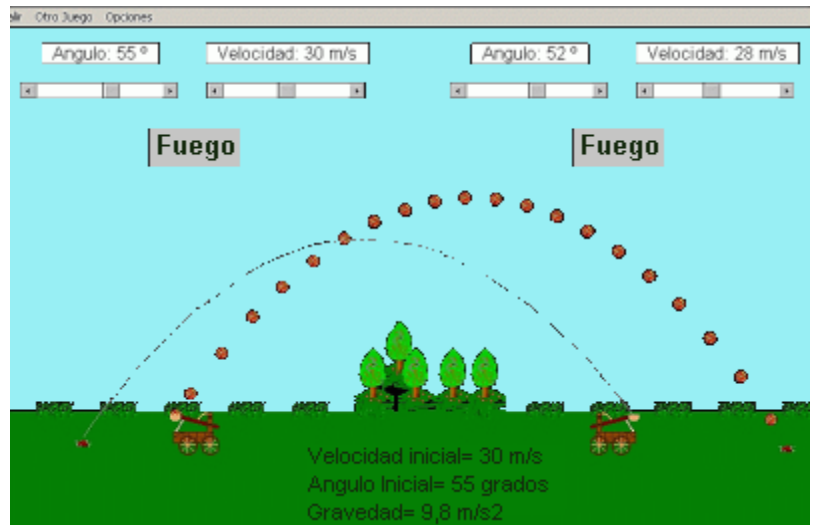 Otro Juego Opciones
Angulo: 55 º Velocidad: 30 m/s Angulo: 52 º Velocidad: 28 m/s
Fuego Fuego
Velocidad inicial= 30 m/s
Angulo Inicial= 55 grados
Gravedad= 9,8 m/s2